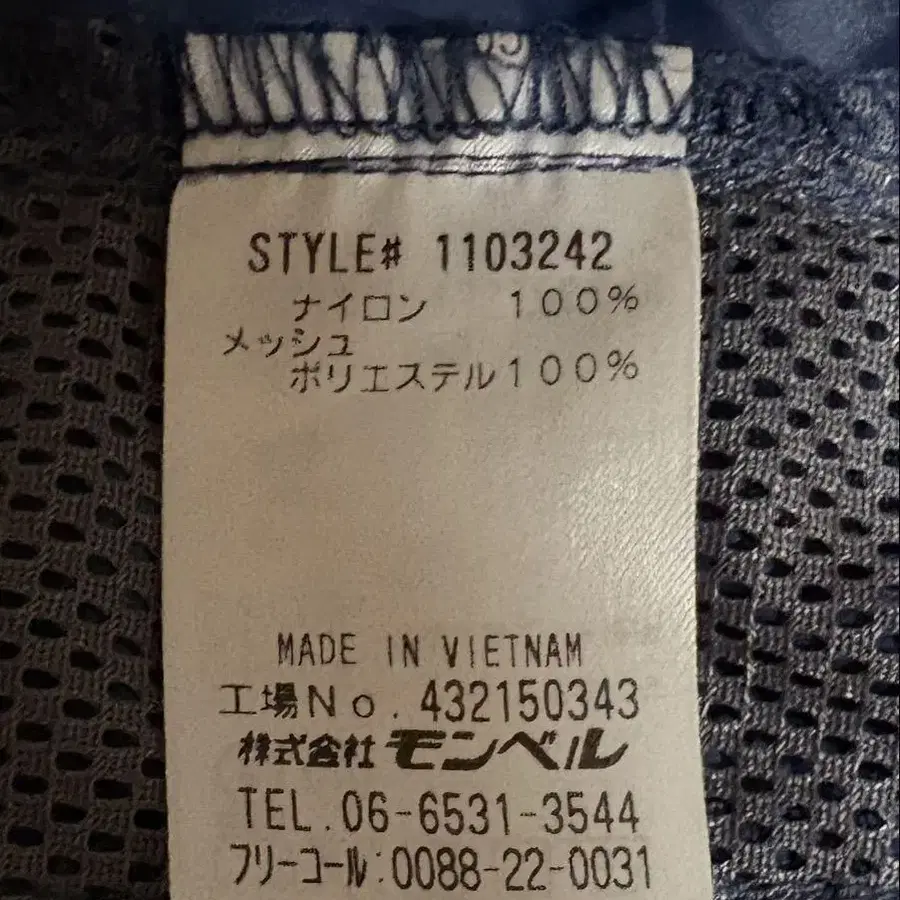 STYLE# 1103242
ナイロン 100%
メッシュ
ポリエステル100%
MADE IN VIETNAM
工場No. 432150343
株式会社 モンベル
TEL. 06-6531-3544
フリーコール:0088-22-0031